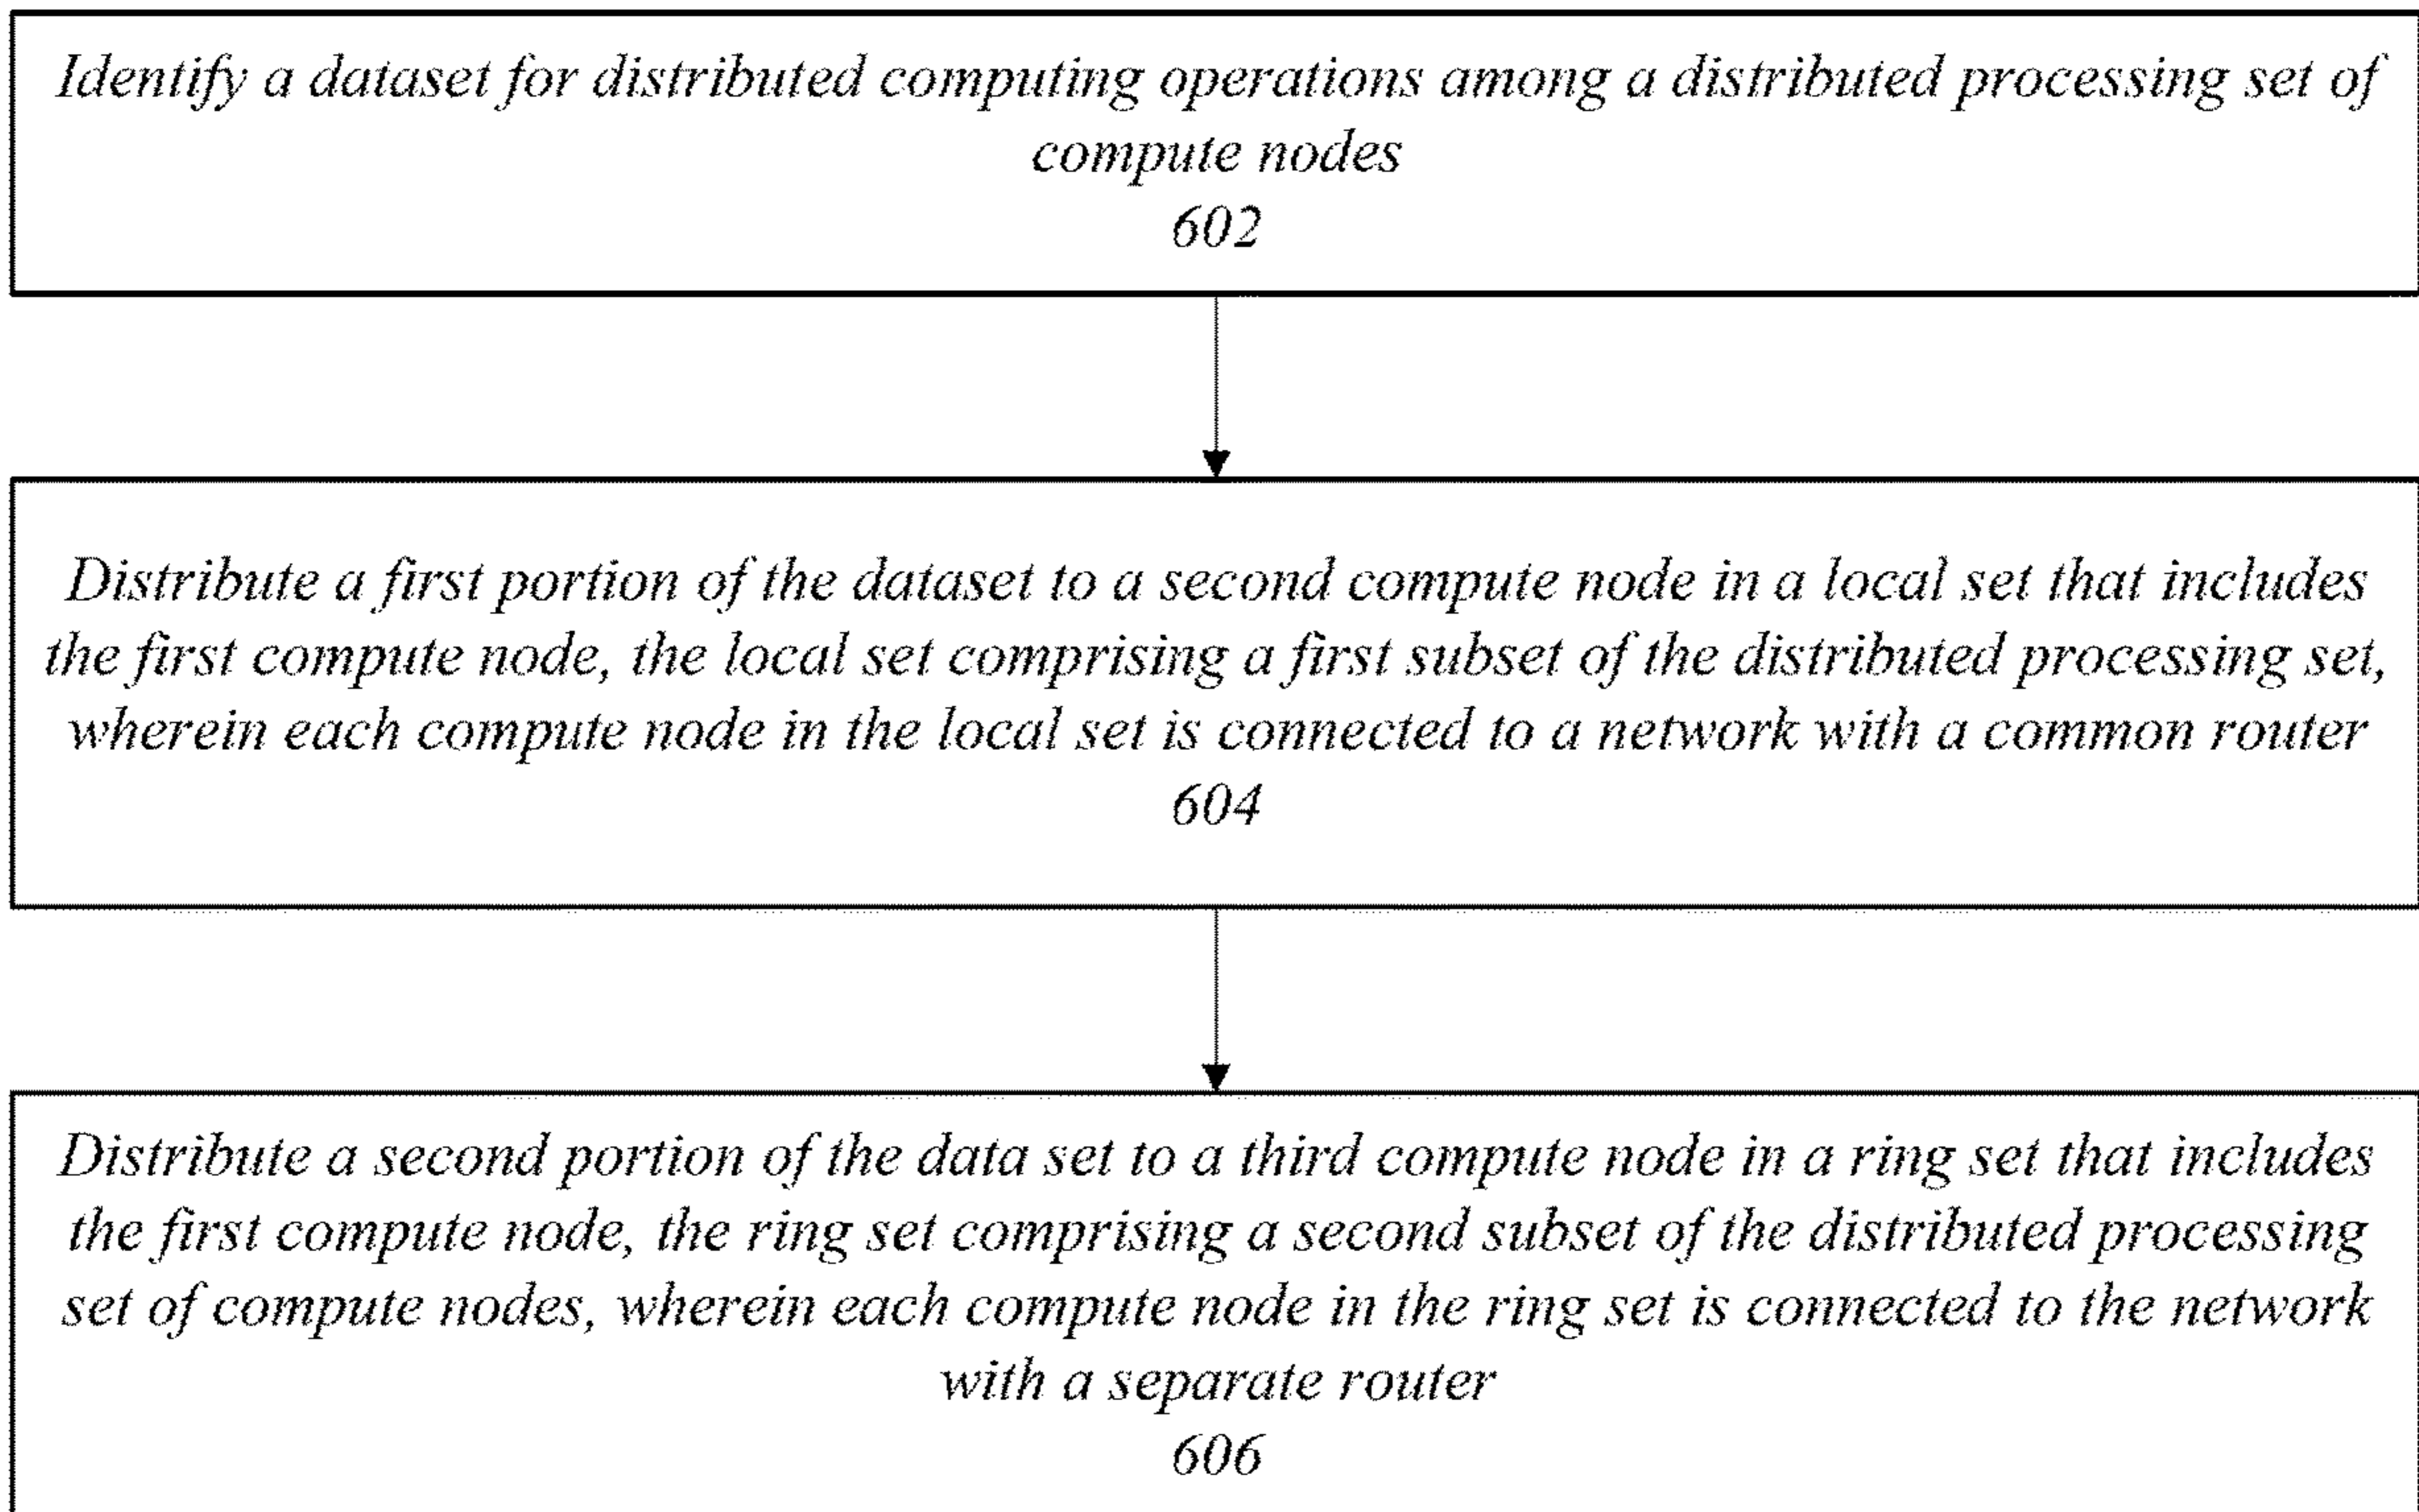 Identify a dataset for distributed computing operations among a distributed processing set of
compute nodes
602
Distribute a first portion of the dataset to a second compute node in a local set that includes
the first compute node, the local set comprising a first subset of the distributed processing set,
wherein each compute node in the local set is connected to a network with a common router
604
Distribute a second portion of the data set to a third compute node in a ring set that includes
the first compute node, the ring set comprising a second subset of the distributed processing
set of compute nodes, wherein each compute node in the ring set is connected to the network
with a separate router
606